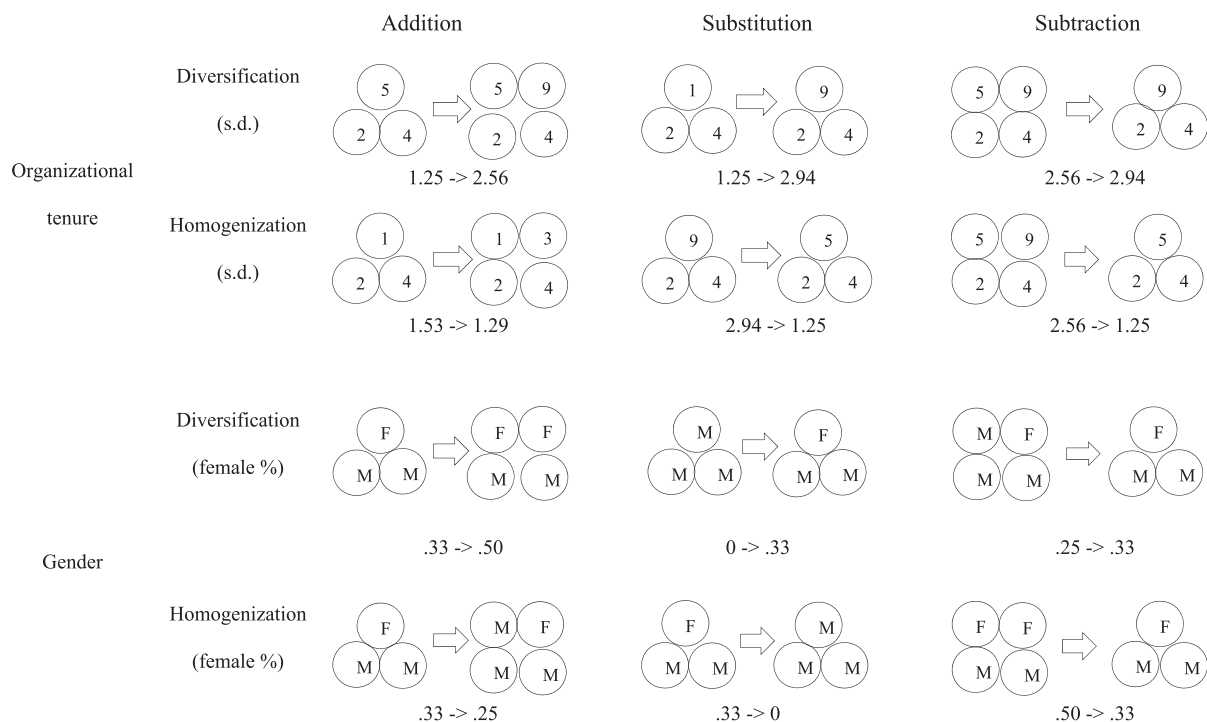 Addition Substitution Subtraction
Diversification
(s.d.)
5 5 9 1 9 5 9 9
2 4 2 4 2 4 2 4 2 4 2 4
1.25 -> 2.56 1.25 -> 2.94 2.56 -> 2.94
Organizational
tenure
Homogenization
(s.d.)
1 1 3 9 5 5 9 5
2 4 2 4 2 4 2 4 2 4 2 4
1.53 -> 1.29 2.94 -> 1.25 2.56 -> 1.25
Diversification
(female %)
F F F M F M F F
M M M M M M M M M M M M
.33 -> .50 0 -> .33 .25 -> .33
Gender
Homogenization
(female %)
F M F F M F F F
M M M M M M M M M M M M
.33 -> .25 .33 -> 0 .50 -> .33